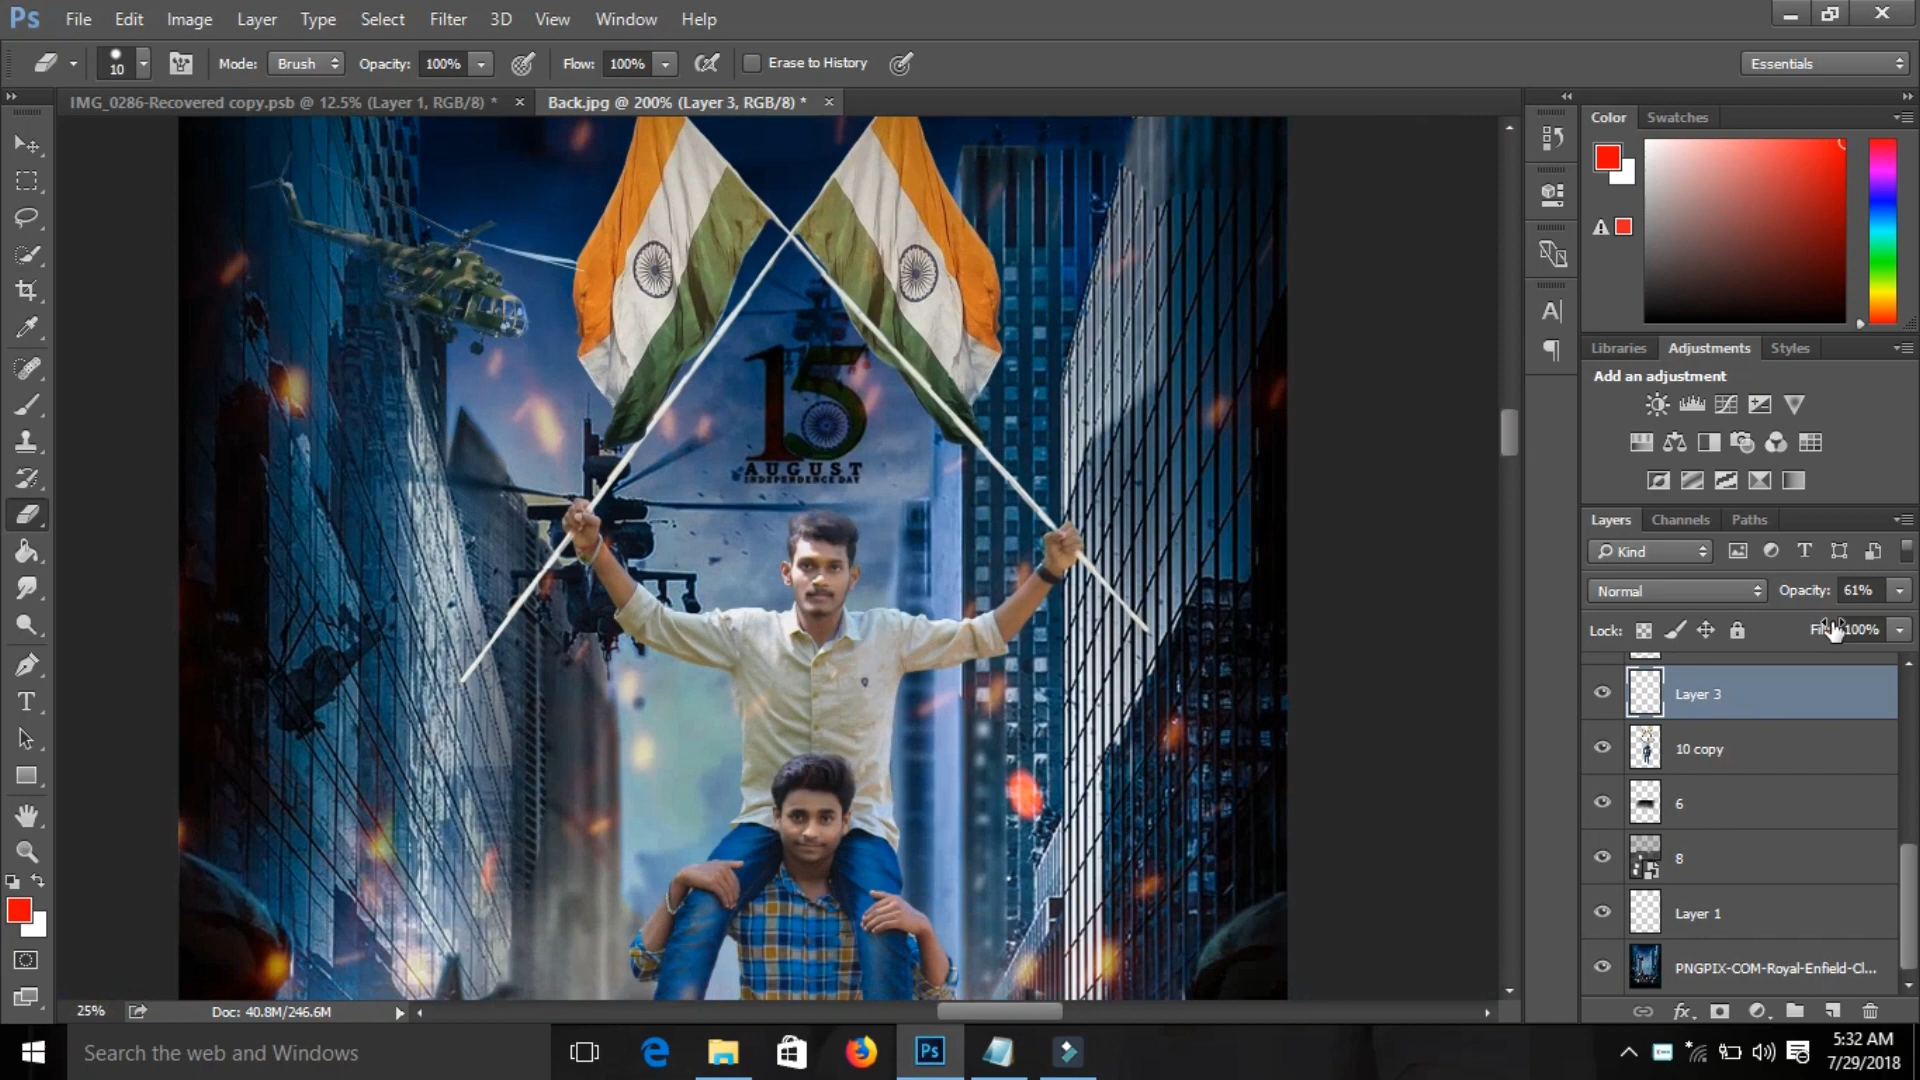 Ps File Edit Image Layer Type Select Filter 3D View Window Help
10 Mode: Brush Opacity: 100% Flow: 100% Erase to History Essentials
IMG_0286-Recovered copy.psb @ 12.5% (Layer 1, RGB/8) * × Back.jpg @ 200% (Layer 3, RGB/8) * ×
Color Swatches
Libraries Adjustments Styles
Add an adjustment
15
AUGUST
INDEPENDENCE DAY
Layers Channels Paths
Kind
Normal Opacity: 61%
Lock: 100%
Layer 3
10 copy
6
8
Layer 1
PNGPIX-COM-Royal-Enfield-Cl...
25% Doc: 40.8M/246.6M
Search the web and Windows
Ps
5:32 AM
7/29/2018